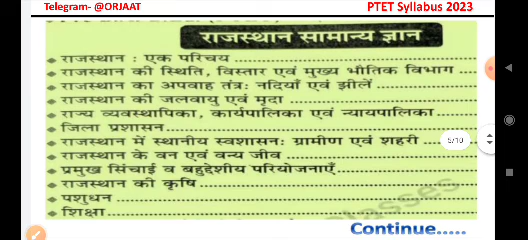 Telegram- @ORJAAT PTET Syllabus 2023
राजस्थान सामान्य ज्ञान
• राजस्थान : एक परिचय
• राजस्थान की स्थिति, विस्तार एवं मुख्य भौतिक विभाग
• राजस्थान का अपवाह तंत्र: नदियाँ एवं झीलें
• राजस्थान की जलवायु एवं मृदा
• राज्य व्यवस्थापिका, कार्यपालिका एवं न्यायपालिका
• जिला प्रशासन
• राजस्थान में स्थानीय स्वशासन: ग्रामीण एवं शहरी
5/10
• राजस्थान के वन एवं वन्य जीव
• प्रमुख सिंचाई व बहुद्देशीय परियोजनाएँ
• राजस्थान की कृषि
• पशुधन
• शिक्षा
Classes
Continue...